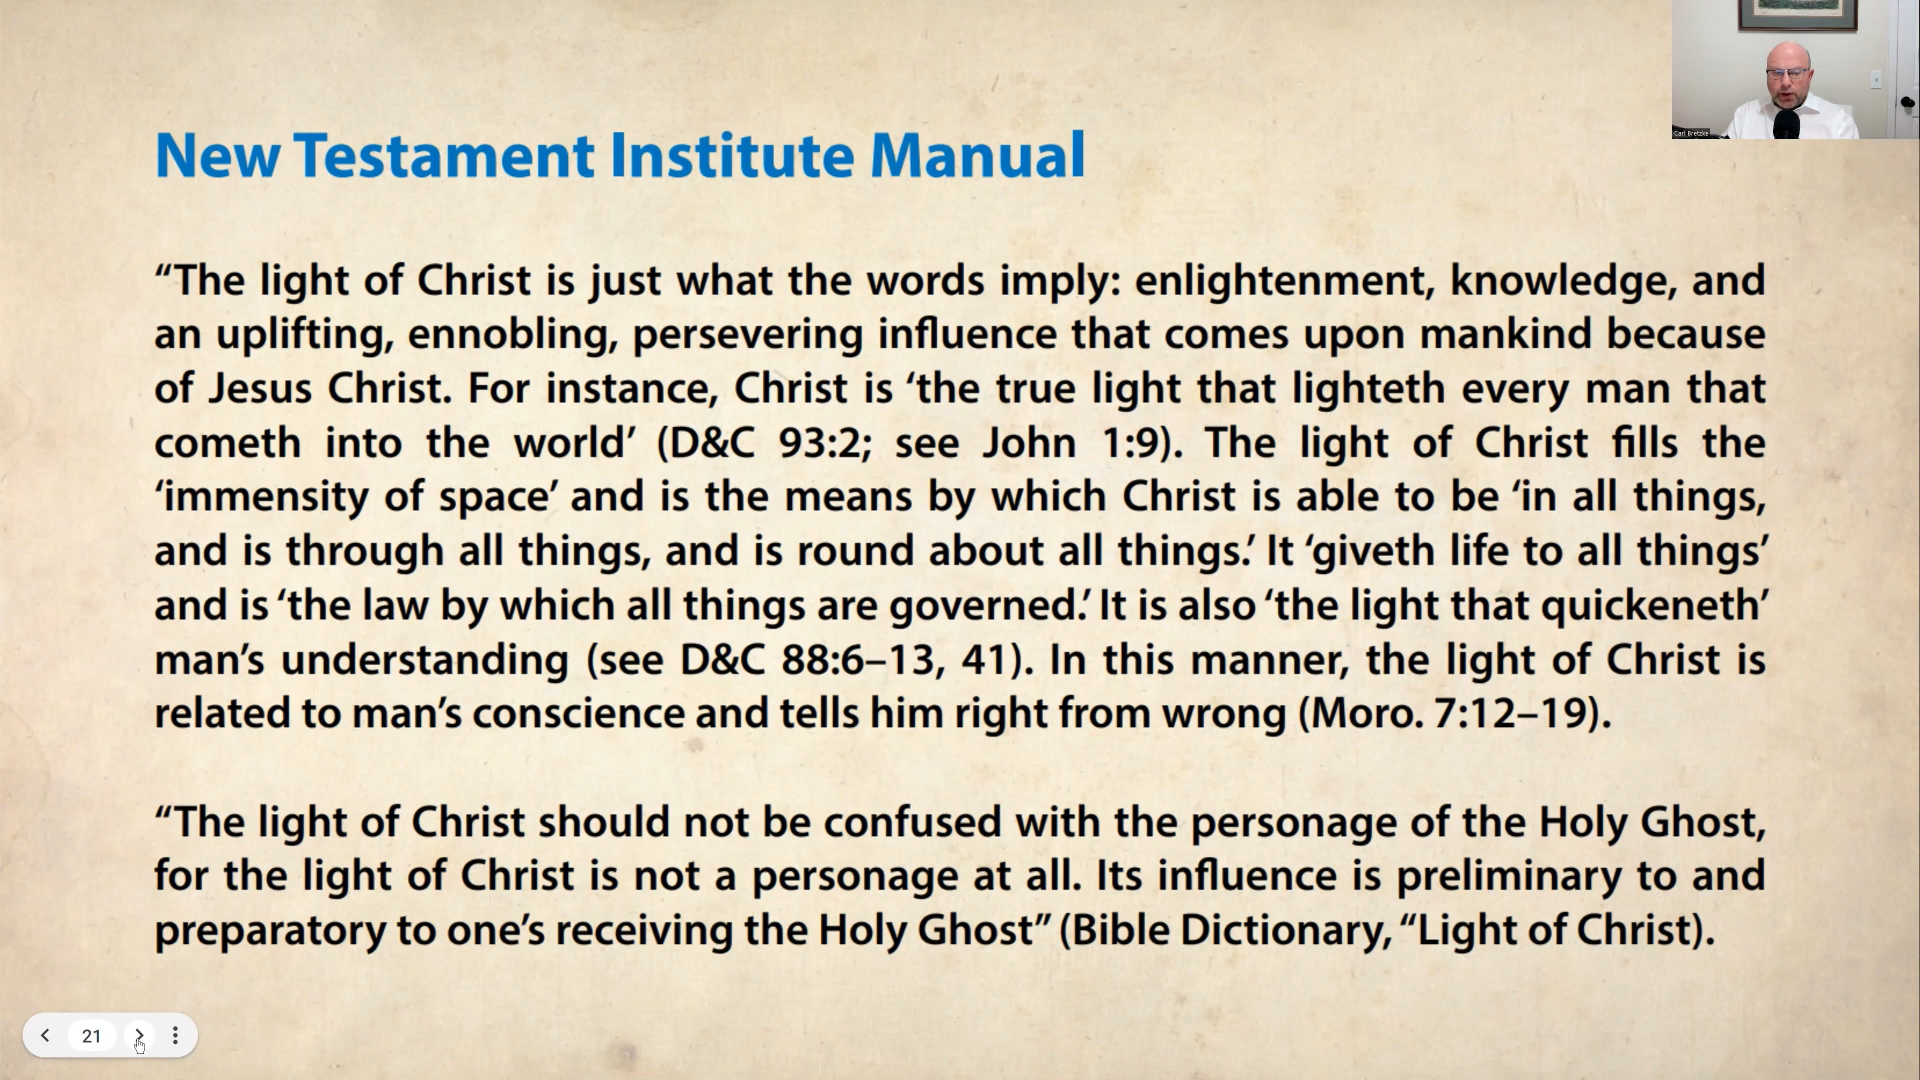 Carl Bretzke
New Testament Institute Manual
“The light of Christ is just what the words imply: enlightenment, knowledge, and
an uplifting, ennobling, persevering influence that comes upon mankind because
of Jesus Christ. For instance, Christ is ‘the true light that lighteth every man that
cometh into the world’ (D&C 93:2; see John 1:9). The light of Christ fills the
‘immensity of space’ and is the means by which Christ is able to be ‘in all things,
and is through all things, and is round about all things.’ It ‘giveth life to all things’
and is ‘the law by which all things are governed.’ It is also ‘the light that quickeneth’
man’s understanding (see D&C 88:6–13, 41). In this manner, the light of Christ is
related to man’s conscience and tells him right from wrong (Moro. 7:12–19).
“The light of Christ should not be confused with the personage of the Holy Ghost,
for the light of Christ is not a personage at all. Its influence is preliminary to and
preparatory to one’s receiving the Holy Ghost” (Bible Dictionary, “Light of Christ).
21